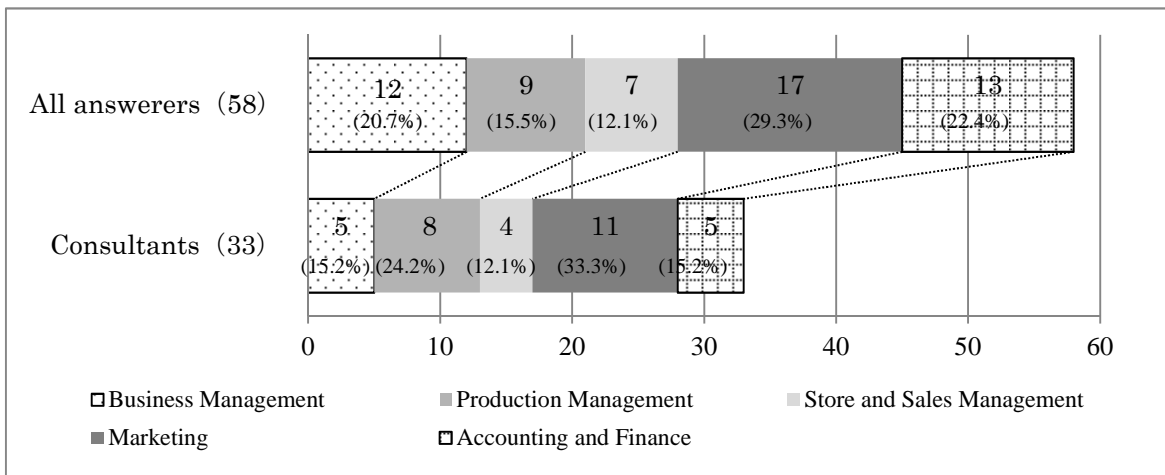 12 9 7 17 13
All answerers（58）
(20.7%) (15.5%) (12.1%) (29.3%) (22.4%)
5 8 4 11 5
Consultants（33）
(15.2%) (24.2%) (12.1%) (33.3%) (15.2%)
0 10 20 30 40 50 60
Business Management Production Management Store and Sales Management
Marketing Accounting and Finance